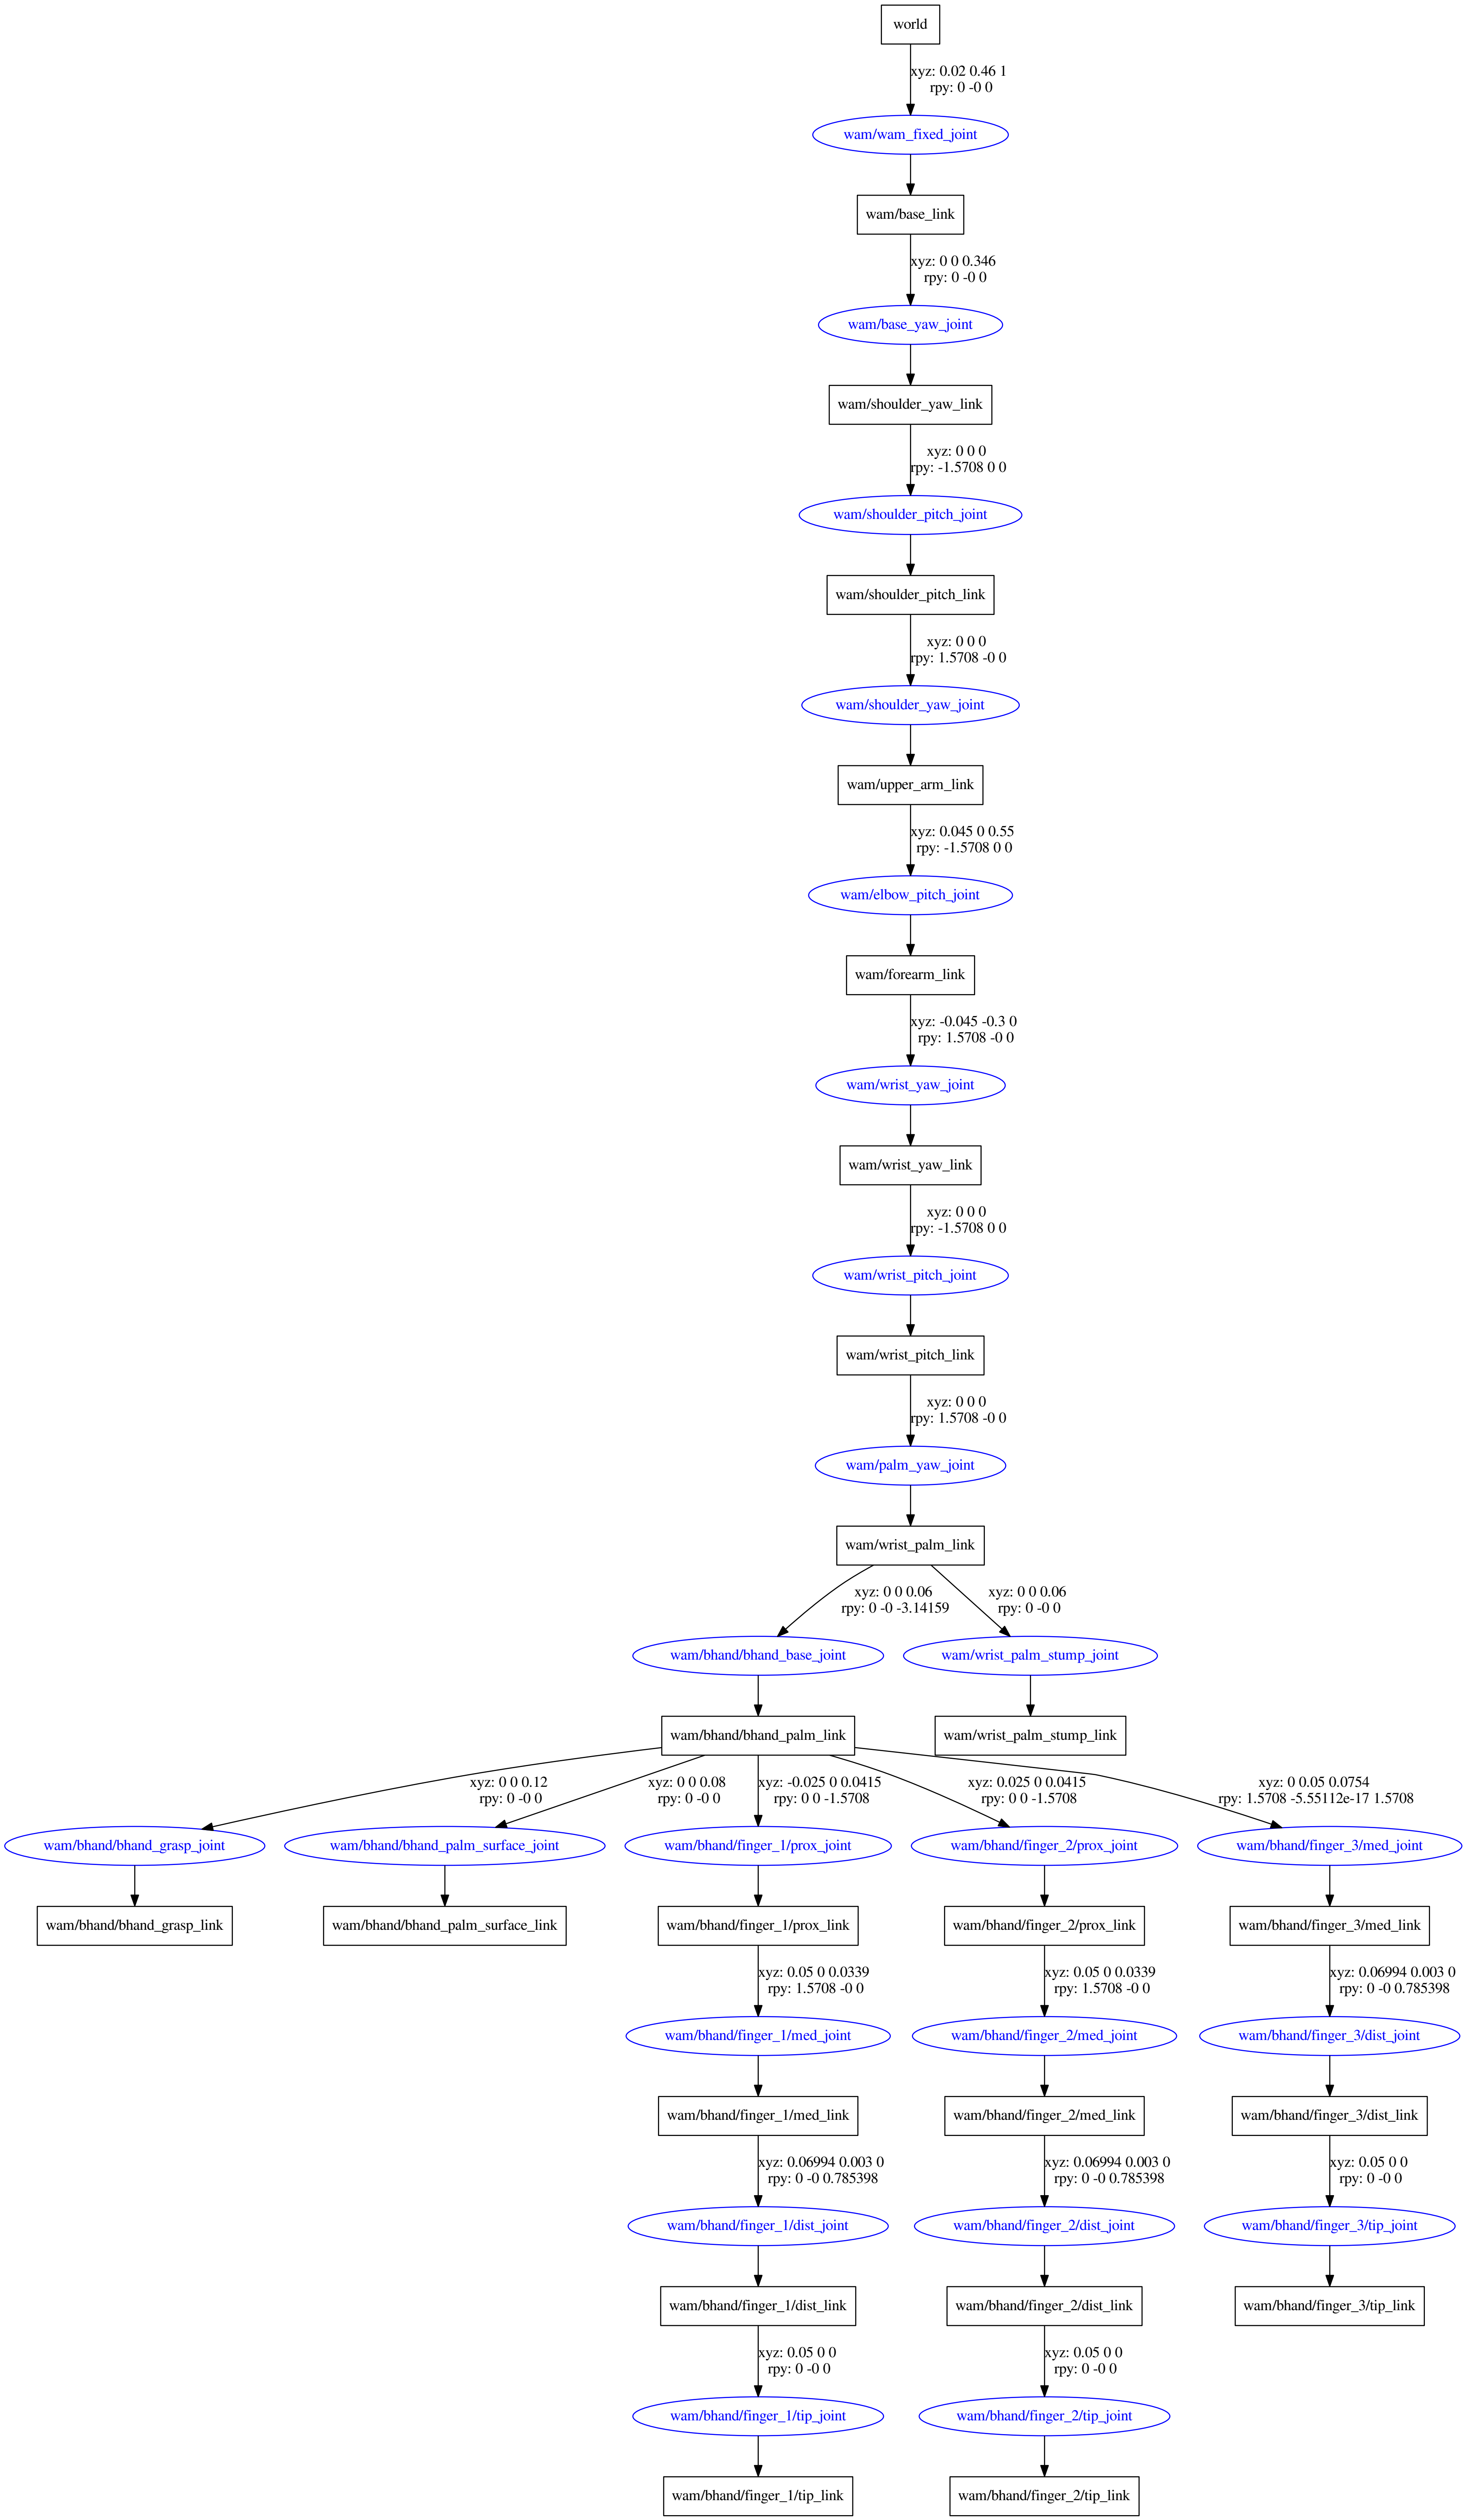 world
xyz: 0.02 0.46 1
rpy: 0 -0 0
wam/wam_fixed_joint
wam/base_link
xyz: 0 0 0.346
rpy: 0 -0 0
wam/base_yaw_joint
wam/shoulder_yaw_link
xyz: 0 0 0
rpy: -1.5708 0 0
wam/shoulder_pitch_joint
wam/shoulder_pitch_link
xyz: 0 0 0
rpy: 1.5708 -0 0
wam/shoulder_yaw_joint
wam/upper_arm_link
xyz: 0.045 0 0.55
rpy: -1.5708 0 0
wam/elbow_pitch_joint
wam/forearm_link
xyz: -0.045 -0.3 0
rpy: 1.5708 -0 0
wam/wrist_yaw_joint
wam/wrist_yaw_link
xyz: 0 0 0
rpy: -1.5708 0 0
wam/wrist_pitch_joint
wam/wrist_pitch_link
xyz: 0 0 0
rpy: 1.5708 -0 0
wam/palm_yaw_joint
wam/wrist_palm_link
xyz: 0 0 0.06
rpy: 0 -0 -3.14159
xyz: 0 0 0.06
rpy: 0 -0 0
wam/bhand/bhand_base_joint
wam/wrist_palm_stump_joint
wam/bhand/bhand_palm_link
wam/wrist_palm_stump_link
xyz: 0 0 0.12
rpy: 0 -0 0
xyz: 0 0 0.08
rpy: 0 -0 0
xyz: -0.025 0 0.0415
rpy: 0 0 -1.5708
xyz: 0.025 0 0.0415
rpy: 0 0 -1.5708
xyz: 0 0.05 0.0754
rpy: 1.5708 -5.55112e-17 1.5708
wam/bhand/bhand_grasp_joint
wam/bhand/bhand_palm_surface_joint
wam/bhand/finger_1/prox_joint
wam/bhand/finger_2/prox_joint
wam/bhand/finger_3/med_joint
wam/bhand/bhand_grasp_link
wam/bhand/bhand_palm_surface_link
wam/bhand/finger_1/prox_link
wam/bhand/finger_2/prox_link
wam/bhand/finger_3/med_link
xyz: 0.05 0 0.0339
rpy: 1.5708 -0 0
xyz: 0.05 0 0.0339
rpy: 1.5708 -0 0
xyz: 0.06994 0.003 0
rpy: 0 -0 0.785398
wam/bhand/finger_1/med_joint
wam/bhand/finger_2/med_joint
wam/bhand/finger_3/dist_joint
wam/bhand/finger_1/med_link
wam/bhand/finger_2/med_link
wam/bhand/finger_3/dist_link
xyz: 0.06994 0.003 0
rpy: 0 -0 0.785398
xyz: 0.06994 0.003 0
rpy: 0 -0 0.785398
xyz: 0.05 0 0
rpy: 0 -0 0
wam/bhand/finger_1/dist_joint
wam/bhand/finger_2/dist_joint
wam/bhand/finger_3/tip_joint
wam/bhand/finger_1/dist_link
wam/bhand/finger_2/dist_link
wam/bhand/finger_3/tip_link
xyz: 0.05 0 0
rpy: 0 -0 0
xyz: 0.05 0 0
rpy: 0 -0 0
wam/bhand/finger_1/tip_joint
wam/bhand/finger_2/tip_joint
wam/bhand/finger_1/tip_link
wam/bhand/finger_2/tip_link